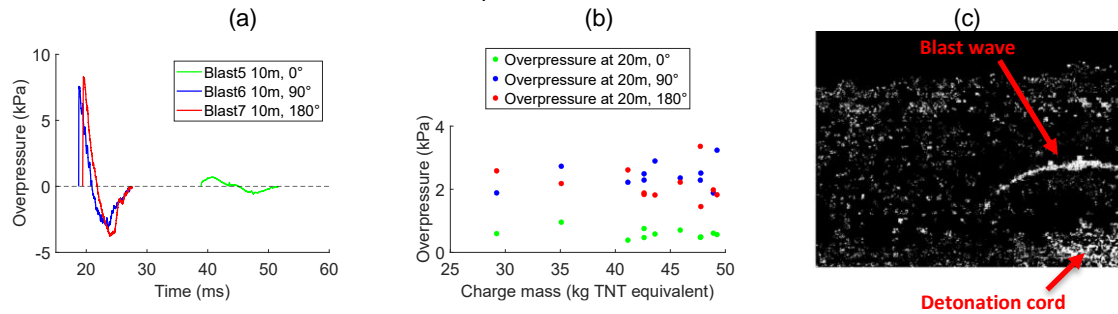 (a)
10
5
0
-5
20
30
40
50
60
Overpressure (kPa)
Time (ms)
Blast5 10m, 0°
Blast6 10m, 90°
Blast7 10m, 180°
(b)
Overpressure at 20m, 0°
Overpressure at 20m, 90°
Overpressure at 20m, 180°
4
2
0
25
30
35
40
45
50
Overpressure (kPa)
Charge mass (kg TNT equivalent)
(c)
Blast wave
Detonation cord